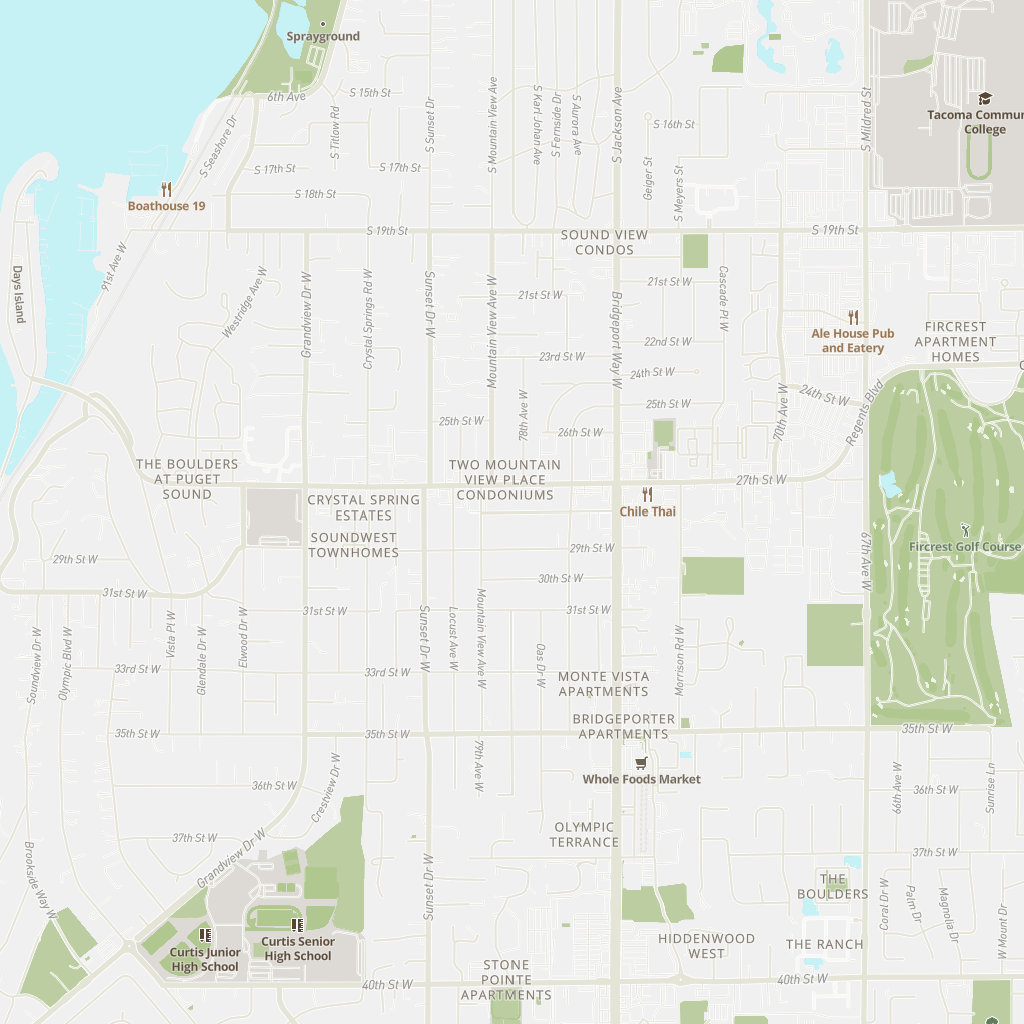 Sprayground
6th Ave
S 15th St
S Titlow Rd
S Sunset Dr
S Mountain View Ave
S Karl Johan Ave
S Fernside Dr
S Aurora Ave
S Jackson Ave
S 16th St
S Mildred St
Tacoma Commun
College
S Seashore Dr
S 17th St
S 17th St
Geiger St
S Meyers St
Boathouse 19
S 18th St
S 19th St
SOUND VIEW
CONDOS
S 19th St
91st Ave W
Days Island
Westridge Ave W
Grandview Dr W
Crystal Springs Rd W
Sunset Dr W
Mountain View Ave W
21st St W
Bridgeport Way W
21st St W
Cascade Pl W
Ale House Pub
and Eatery
FIRCREST
APARTMENT
HOMES
23rd St W
22nd St W
24th St W
24th St W
78th Ave W
25th St W
25th St W
26th St W
70th Ave W
Regents Blvd
THE BOULDERS
AT PUGET
SOUND
TWO MOUNTAIN
VIEW PLACE
CONDONIUMS
27th St W
CRYSTAL SPRING
ESTATES
Chile Thai
SOUNDWEST
TOWNHOMES
29th St W
29th St W
67th Ave W
Fircrest Golf Course
30th St W
31st St W
31st St W
31st St W
Soundview Dr W
Olympic Blvd W
Vista Pl W
Glendale Dr W
Elwood Dr W
Sunset Dr W
Locust Ave W
Mountain View Ave W
Oas Dr W
Morrison Rd W
33rd St W
33rd St W
MONTE VISTA
APARTMENTS
BRIDGEPORTER
APARTMENTS
35th St W
35th St W
35th St W
79th Ave W
Whole Foods Market
36th St W
Crestview Dr W
66th Ave W
36th St W
Sunrise Ln
37th St W
Grandview Dr W
OLYMPIC
TERRANCE
37th St W
Brookside Way W
Sunset Dr W
THE
BOULDERS
Coral Dr W
Palm Dr
Magnolia Dr
W Mount Dr
Curtis Junior
High School
Curtis Senior
High School
HIDDENWOOD
WEST
THE RANCH
STONE
POINTE
APARTMENTS
40th St W
40th St W